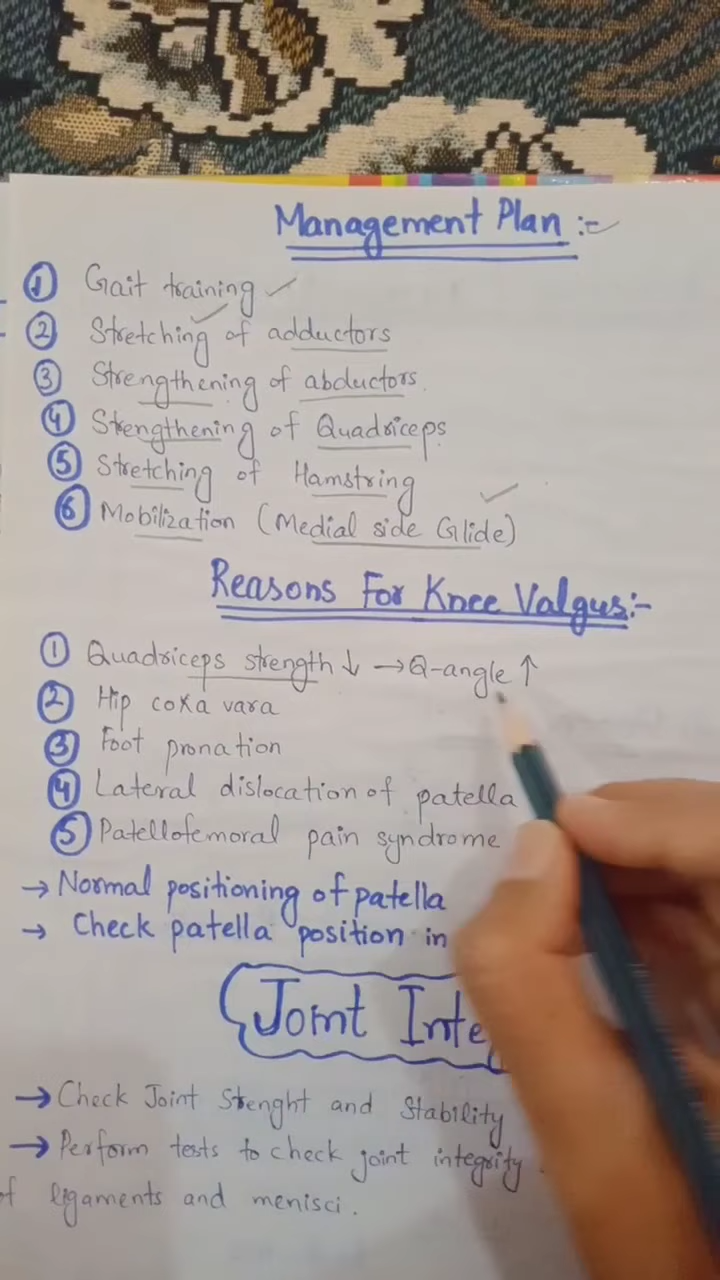 Management Plan :-
① Gait training
② Stretching of adductors
③ Strengthening of abductors.
④ Stengthening of Quadriceps
⑤ Stretching of Hamstring
⑥ Mobilization (Medial side Glide)
Reasons For Knee Valgus:-
① Quadriceps strength ↓ → Q-angle ↑
② Hip coxa vara
③ Foot pronation
④ Lateral dislocation of patella
⑤ Patellofemoral pain syndrome
→ Normal positioning of patella
→ Check patella position in
Joint
→ Check Joint Strenght and Stability
→ Perform tests to check joint integrity
of ligaments and menisci.